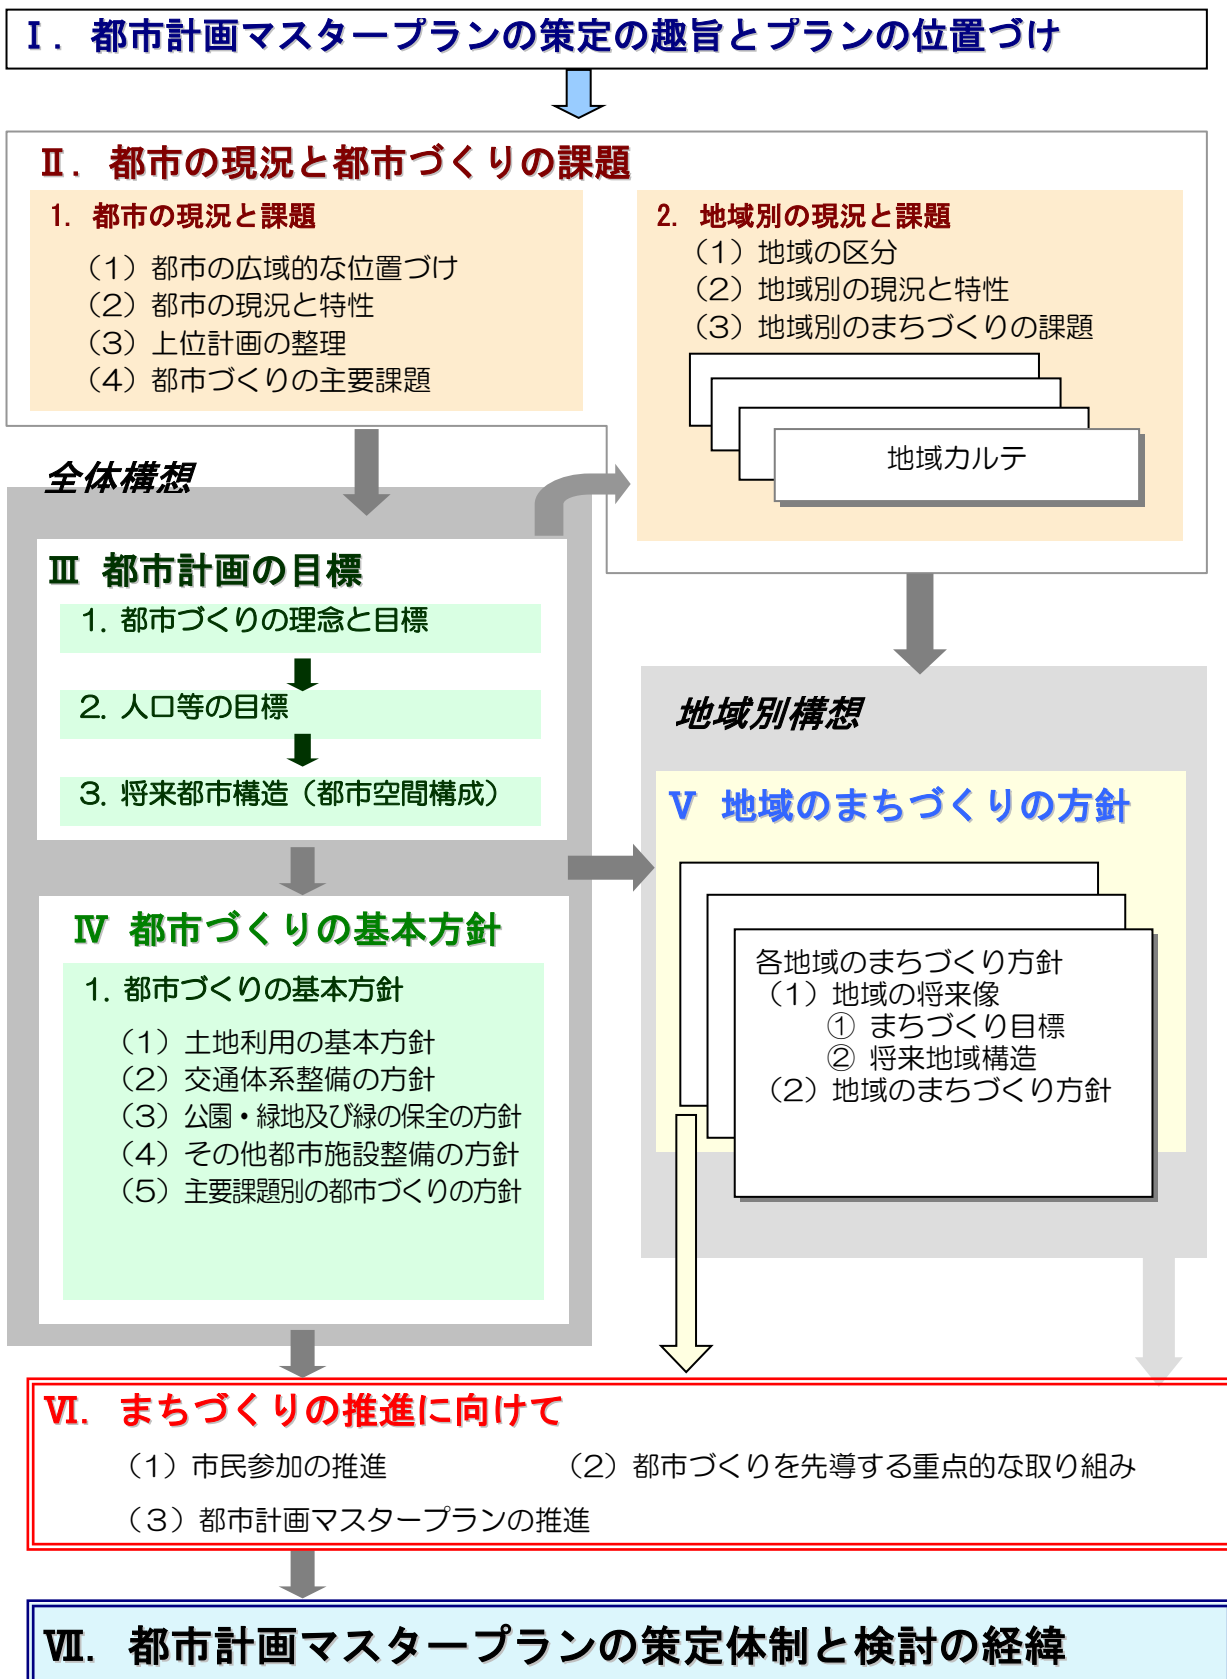 Ⅰ. 都市計画マスタープランの策定の趣旨とプランの位置づけ
Ⅱ. 都市の現況と都市づくりの課題
1. 都市の現況と課題
（1）都市の広域的な位置づけ
（2）都市の現況と特性
（3）上位計画の整理
（4）都市づくりの主要課題
2. 地域別の現況と課題
（1）地域の区分
（2）地域別の現況と特性
（3）地域別のまちづくりの課題
地域カルテ
全体構想
Ⅲ 都市計画の目標
1. 都市づくりの理念と目標
2. 人口等の目標
3. 将来都市構造（都市空間構成）
Ⅳ 都市づくりの基本方針
1. 都市づくりの基本方針
（1）土地利用の基本方針
（2）交通体系整備の方針
（3）公園・緑地及び緑の保全の方針
（4）その他都市施設整備の方針
（5）主要課題別の都市づくりの方針
地域別構想
Ⅴ 地域のまちづくりの方針
各地域のまちづくり方針
（1）地域の将来像
① まちづくり目標
② 将来地域構造
（2）地域のまちづくり方針
Ⅵ. まちづくりの推進に向けて
（1）市民参加の推進
（2）都市づくりを先導する重点的な取り組み
（３）都市計画マスタープランの推進
Ⅶ. 都市計画マスタープランの策定体制と検討の経緯